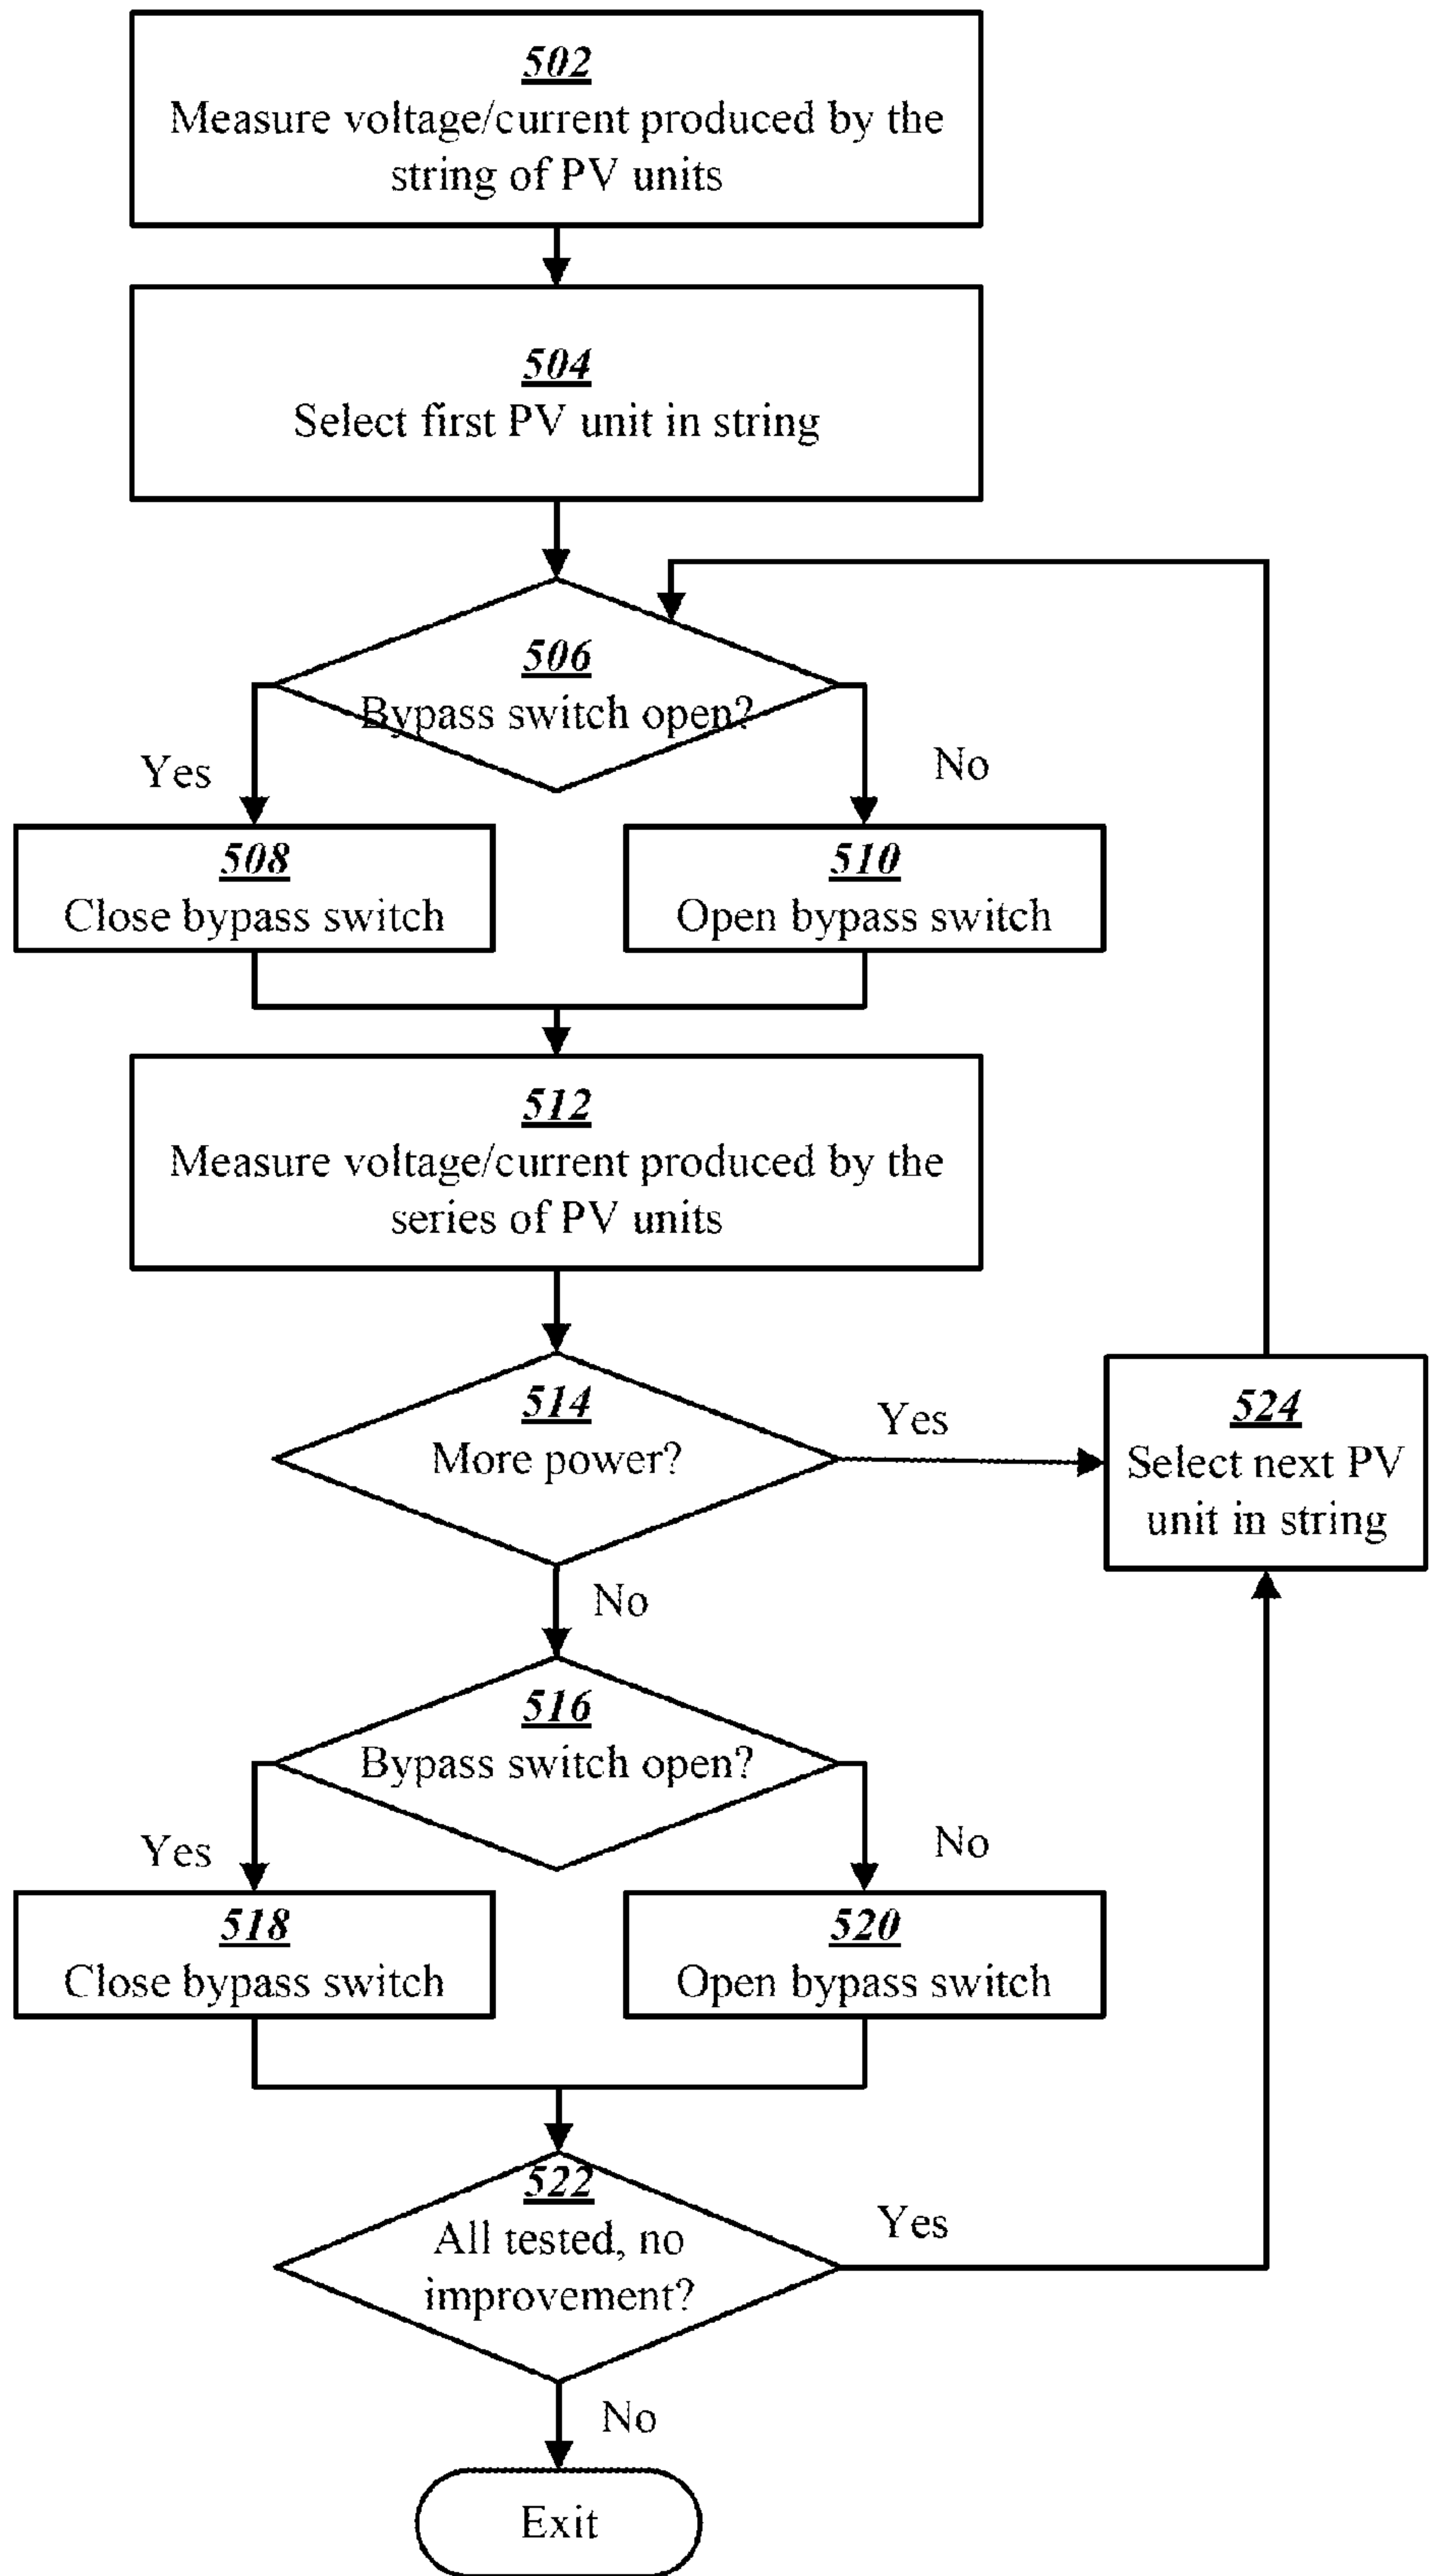 502
Measure voltage/current produced by the
string of PV units
504
Select first PV unit in string
506
Bypass switch open?
Yes
No
508
Close bypass switch
510
Open bypass switch
512
Measure voltage/current produced by the
series of PV units
514
More power?
Yes
524
Select next PV
unit in string
No
516
Bypass switch open?
Yes
No
518
Close bypass switch
520
Open bypass switch
522
All tested, no
improvement?
Yes
No
Exit